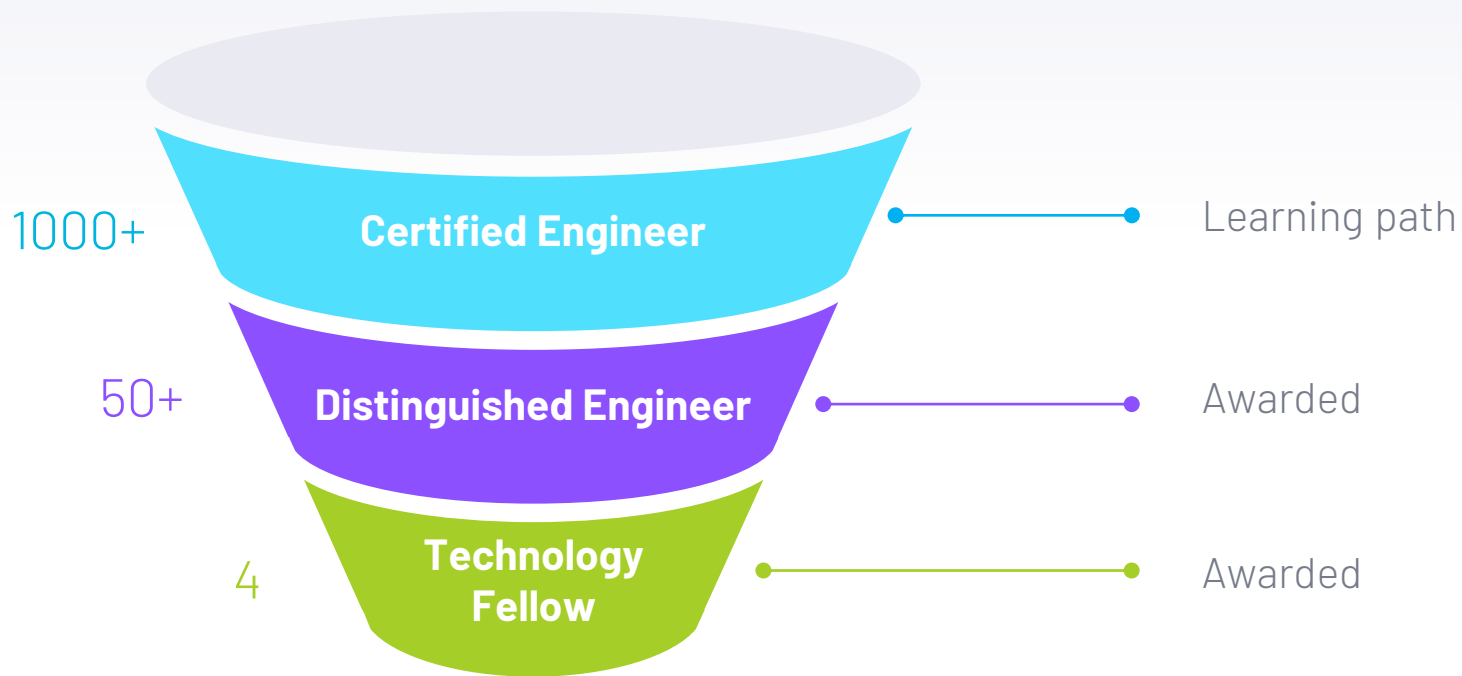 1000+
Certified Engineer
Learning path
50+
Distinguished Engineer
Awarded
4
Technology
Fellow
Awarded